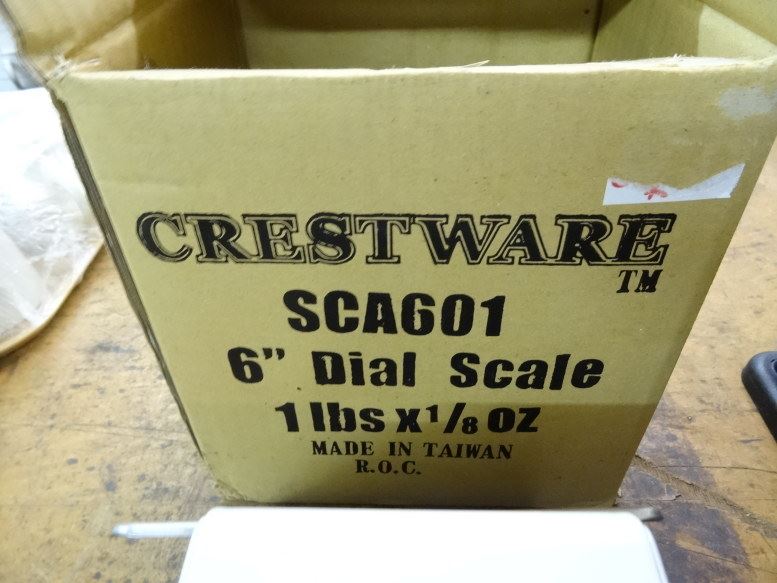 CRESTWARE
TM
SCA601
6" Dial Scale
1 lbs x 1/8 oz
MADE IN TAIWAN
R.O.C.